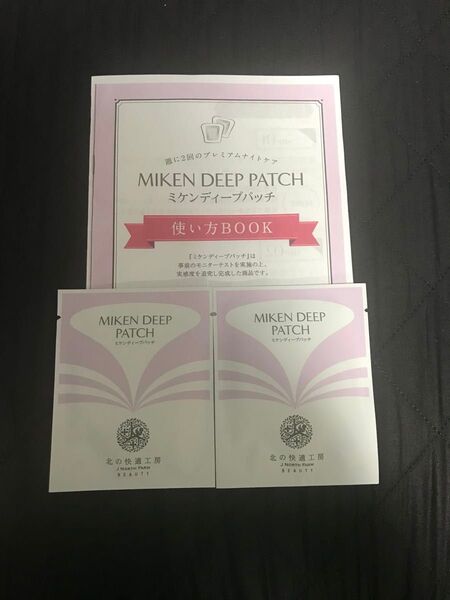 週に2回のプレミアムナイトケア
MIKEN DEEP PATCH
ミケンディープパッチ
使い方BOOK
『ミケンディープパッチ』は
事前のモニターテストを実施の上、
実感度を追究し完成した商品です。
MIKEN DEEP
PATCH
ミケンディープパッチ
北の快適工房
J NORTH FARM
BEAUTY
MIKEN DEEP
PATCH
ミケンディープパッチ
北の快適工房
J NORTH FARM
BEAUTY